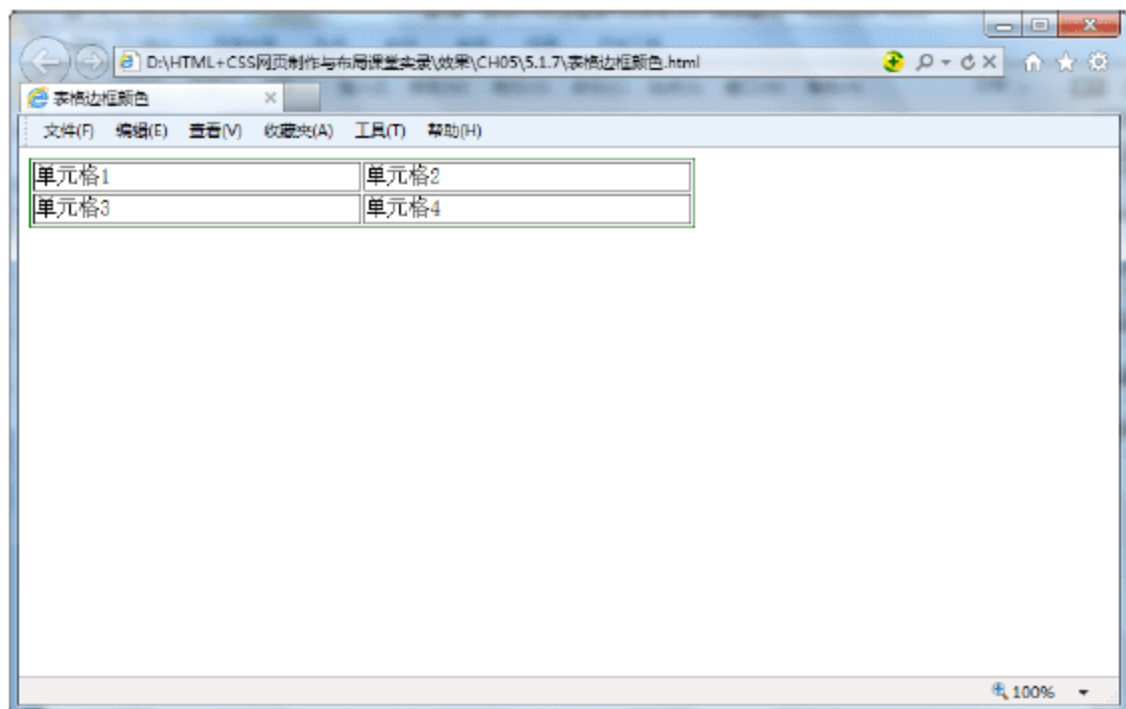 D:\HTML+CSS网页制作与布局课堂实录\效果\CH05\5.1.7\表格边框颜色.html
表格边框颜色
文件(F) 编辑(E) 查看(V) 收藏夹(A) 工具(T) 帮助(H)
单元格1 单元格2
单元格3 单元格4
100%